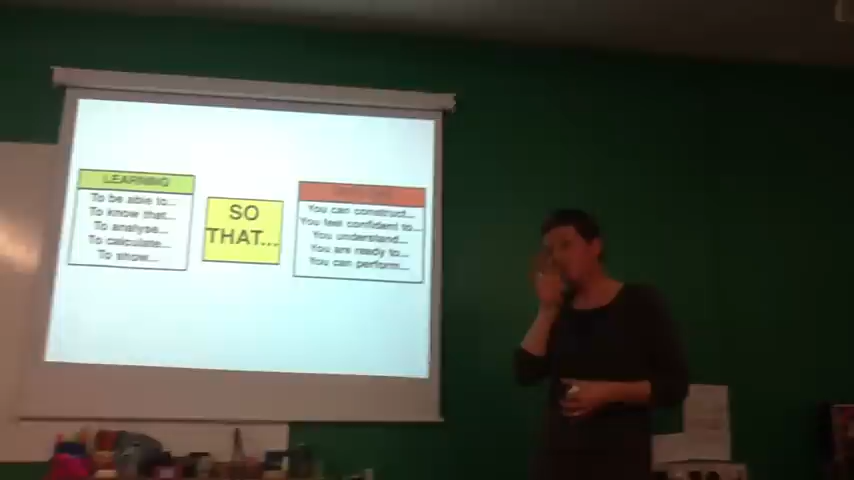 LEARNING
To be able to...
To know that...
To analyse...
To calculate...
To show...
SO
THAT...
You can construct...
You feel confident to...
You understand...
You are ready to...
You can perform...